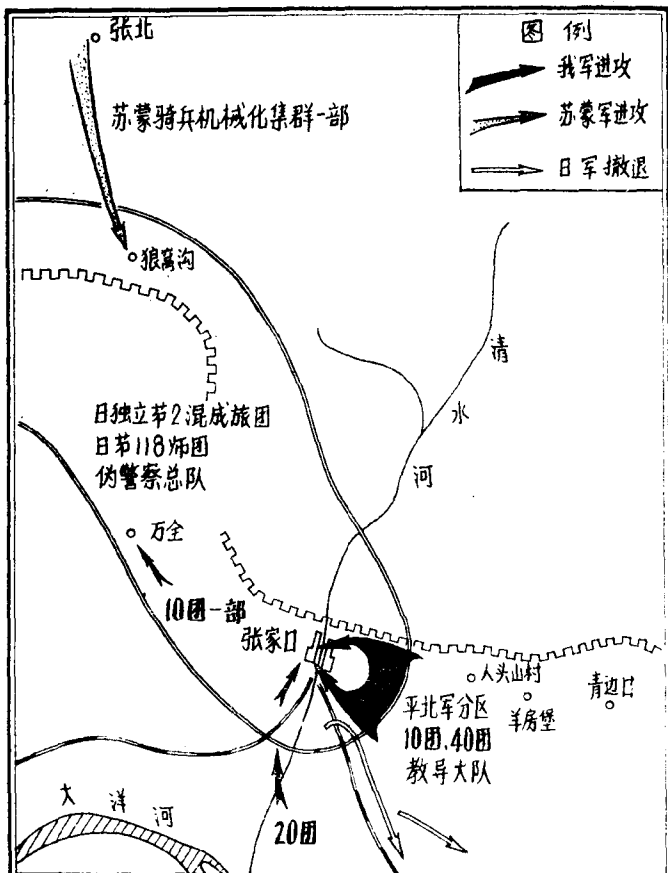 张北
图例
我军进攻
苏蒙军进攻
日军撤退
苏蒙骑兵机械化集群一部
狼窝沟
清水河
日独立节2混成旅团
日节118师团
伪警察总队
万全
10团一部
张家口
人头山村
羊房堡
青边口
平北军分区
10团.40团
教导大队
大洋河
20团